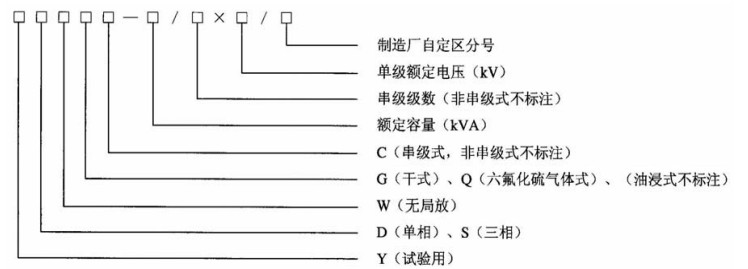 □□□□□—□/□×□/□
制造厂自定区分号
单级额定电压（kV）
串级级数（非串级式不标注）
额定容量（kVA）
C（串级式，非串级式不标注）
G（干式）、Q（六氟化硫气体式）、（油浸式不标注）
W（无局放）
D（单相）、S（三相）
Y（试验用）